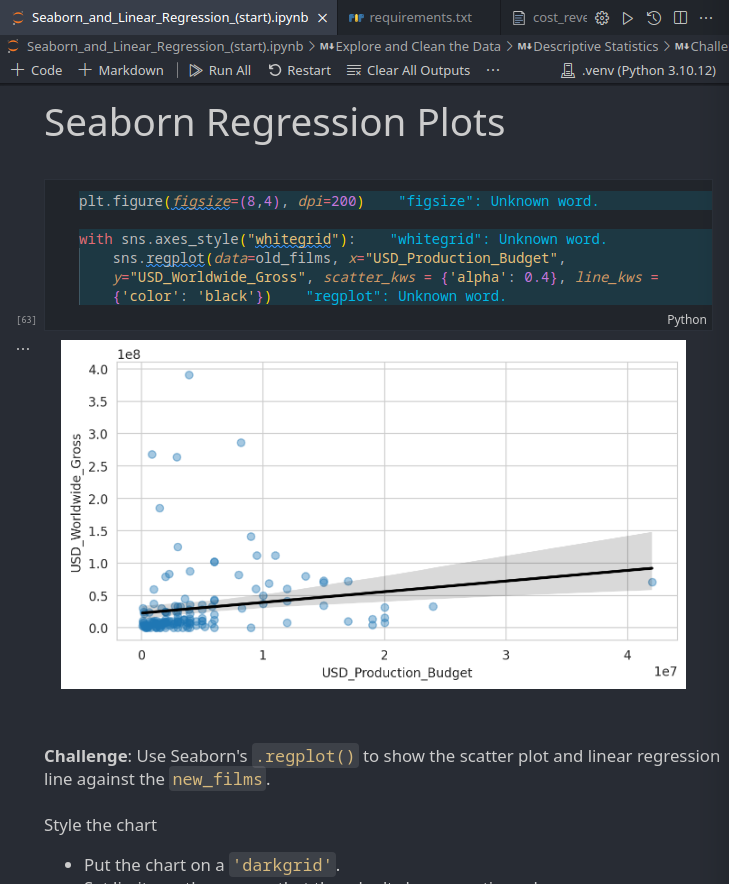 Seaborn_and_Linear_Regression_(start).ipynb × requirements.txt cost_reve
Seaborn_and_Linear_Regression_(start).ipynb > M↓Explore and Clean the Data > M↓Descriptive Statistics > M↓Challe
+ Code + Markdown Run All Restart Clear All Outputs ... .venv (Python 3.10.12)
Seaborn Regression Plots
plt.figure(figsize=(8,4), dpi=200) "figsize": Unknown word.
with sns.axes_style("whitegrid"): "whitegrid": Unknown word.
sns.regplot(data=old_films, x="USD_Production_Budget",
y="USD_Worldwide_Gross", scatter_kws = {'alpha': 0.4}, line_kws =
{'color': 'black'}) "regplot": Unknown word.
[63]
Python
...
1e8
4.0
3.5
3.0
2.5
2.0
1.5
1.0
0.5
0.0
USD_Worldwide_Gross
0 1 2 3 4
1e7
USD_Production_Budget
Challenge: Use Seaborn's .regplot() to show the scatter plot and linear regression
line against the new_films.
Style the chart
• Put the chart on a 'darkgrid'.